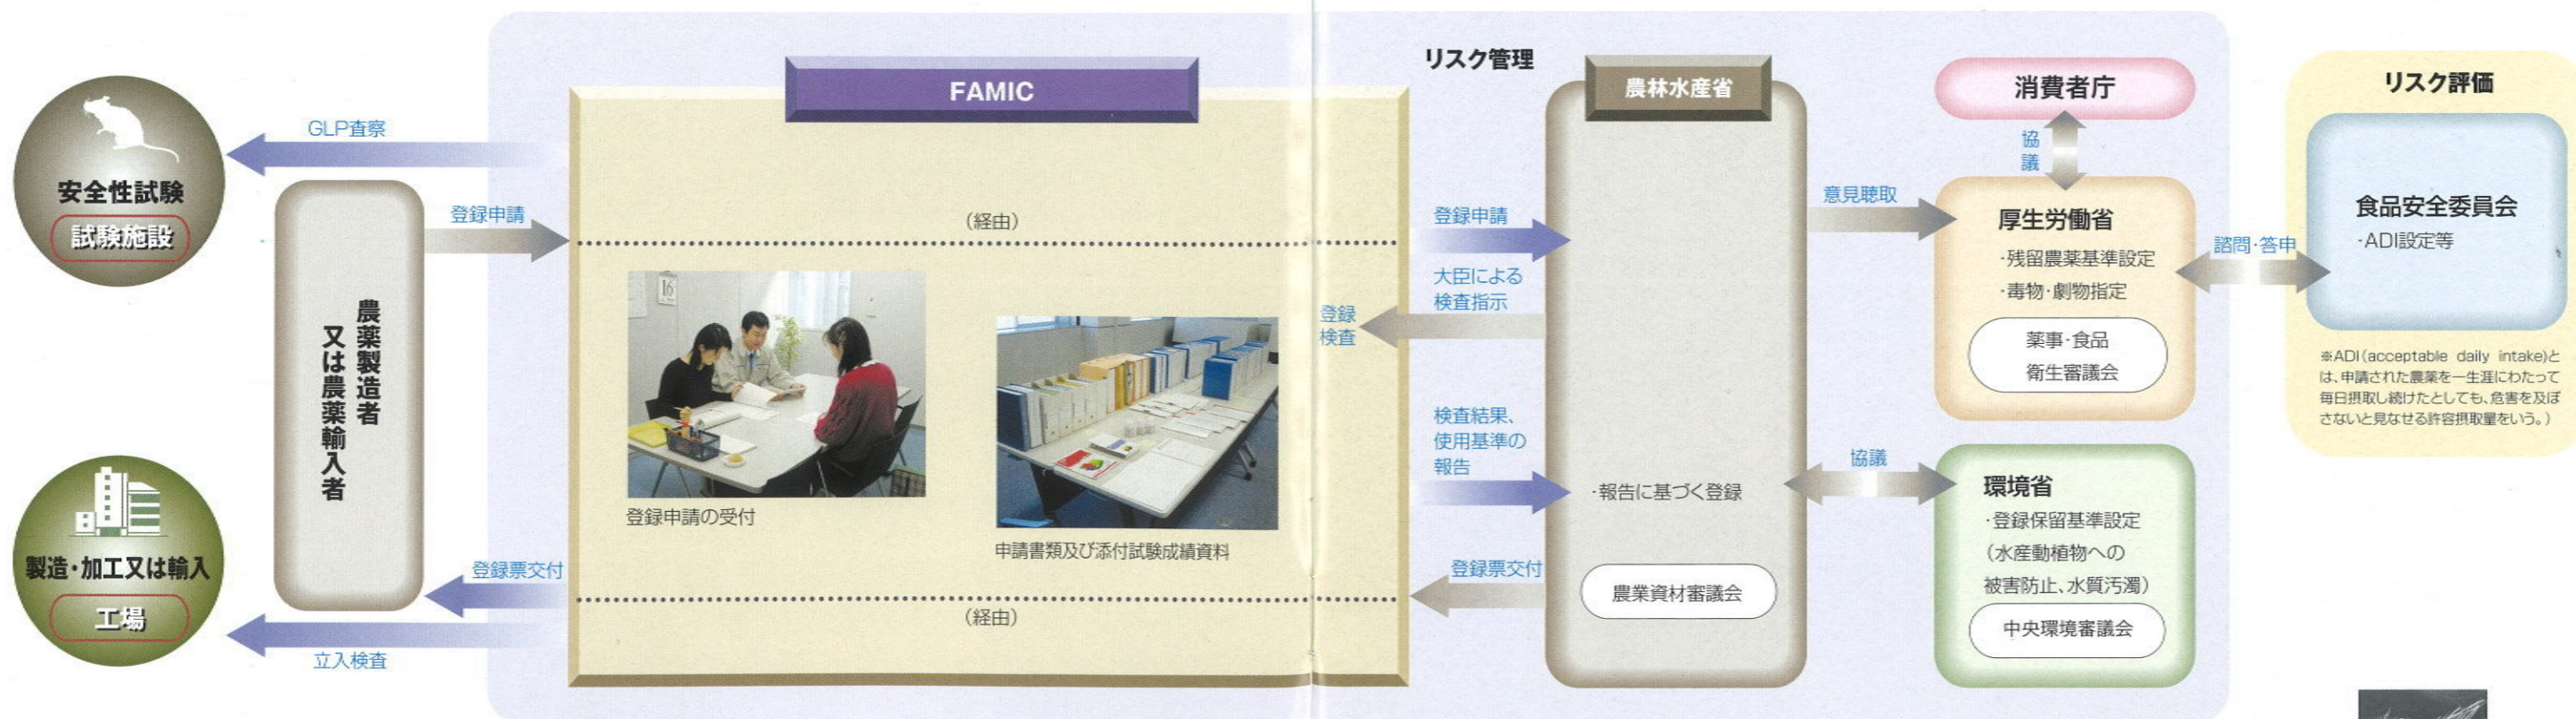 リスク管理
FAMIC
農林水産省
消費者庁
リスク評価
GLP査察
安全性試験
試験施設
協
議
食品安全委員会
・ADI設定等
登録申請
(経由)
登録申請
意見聴取
厚生労働省
・残留農薬基準設定
・毒物・劇物指定
薬事・食品
衛生審議会
諮問・答申
大臣による
検査指示
登録
検査
農薬製造者
又は農薬輸入者
16
※ADI(acceptable daily intake)と
は、申請された農薬を一生涯にわたって
毎日摂取し続けたとしても、危害を及ぼ
さないと見なせる許容摂取量をいう。)
検査結果、
使用基準の
報告
協議
・報告に基づく登録
環境省
・登録保留基準設定
(水産動植物への
被害防止、水質汚濁)
中央環境審議会
登録申請の受付
申請書類及び添付試験成績資料
製造・加工又は輸入
工場
登録票交付
登録票交付
農業資材審議会
(経由)
立入検査